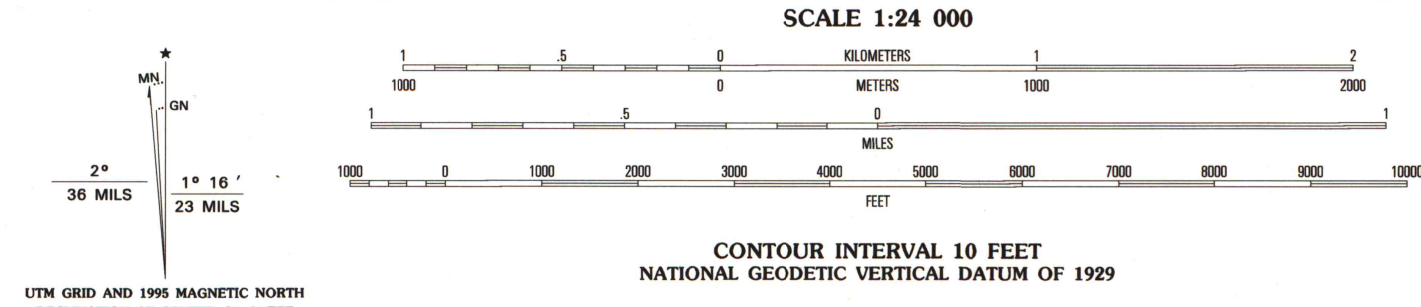 SCALE 1:24 000
1 .5 0 KILOMETERS 1 2
1000 0 METERS 1000 2000
1 .5 0 1
MILES
1000 0 1000 2000 3000 4000 5000 6000 7000 8000 9000 10000
FEET
CONTOUR INTERVAL 10 FEET
NATIONAL GEODETIC VERTICAL DATUM OF 1929
MN
GN
2°
36 MILS
1° 16 ′
23 MILS
UTM GRID AND 1995 MAGNETIC NORTH